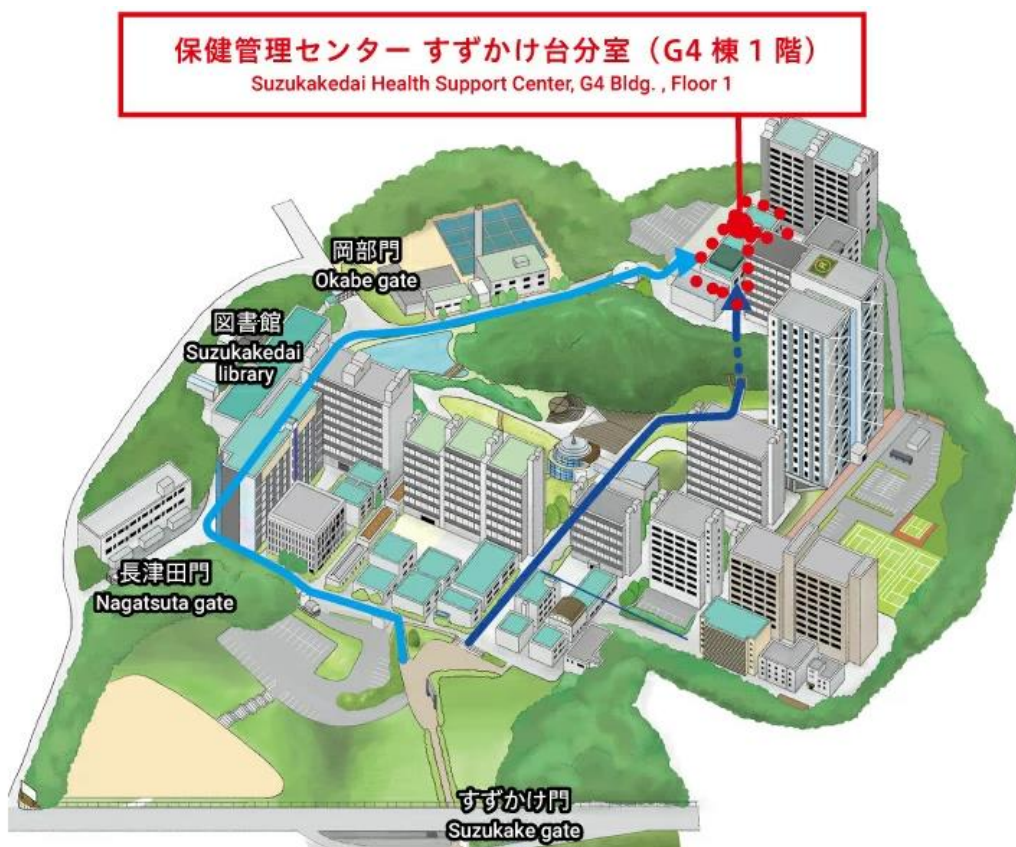 保健管理センター すずかけ台分室（G4 棟 1 階）
Suzukakedai Health Support Center, G4 Bldg. , Floor 1
岡部門
Okabe gate
図書館
Suzukakedai
library
長津田門
Nagatsuta gate
すずかけ門
Suzukake gate